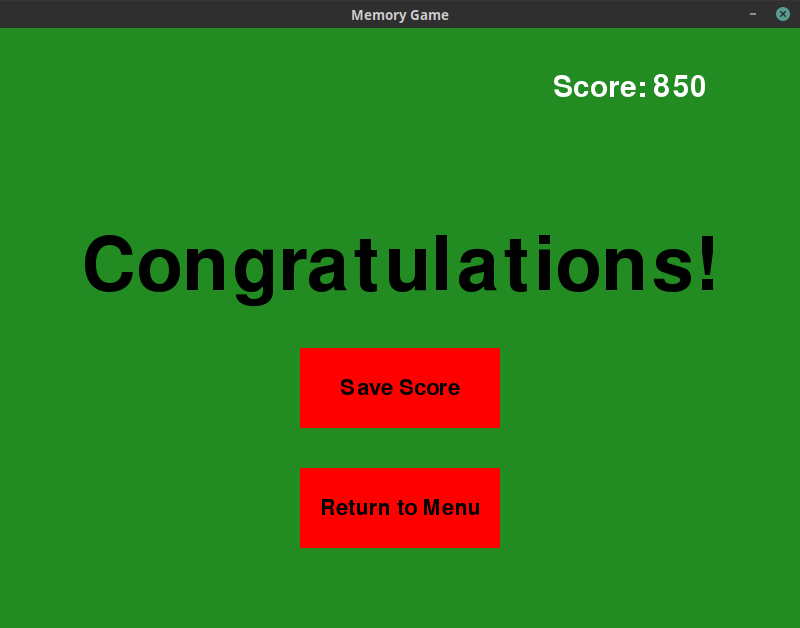 Memory Game
Score: 850
Congratulations!
Save Score
Return to Menu